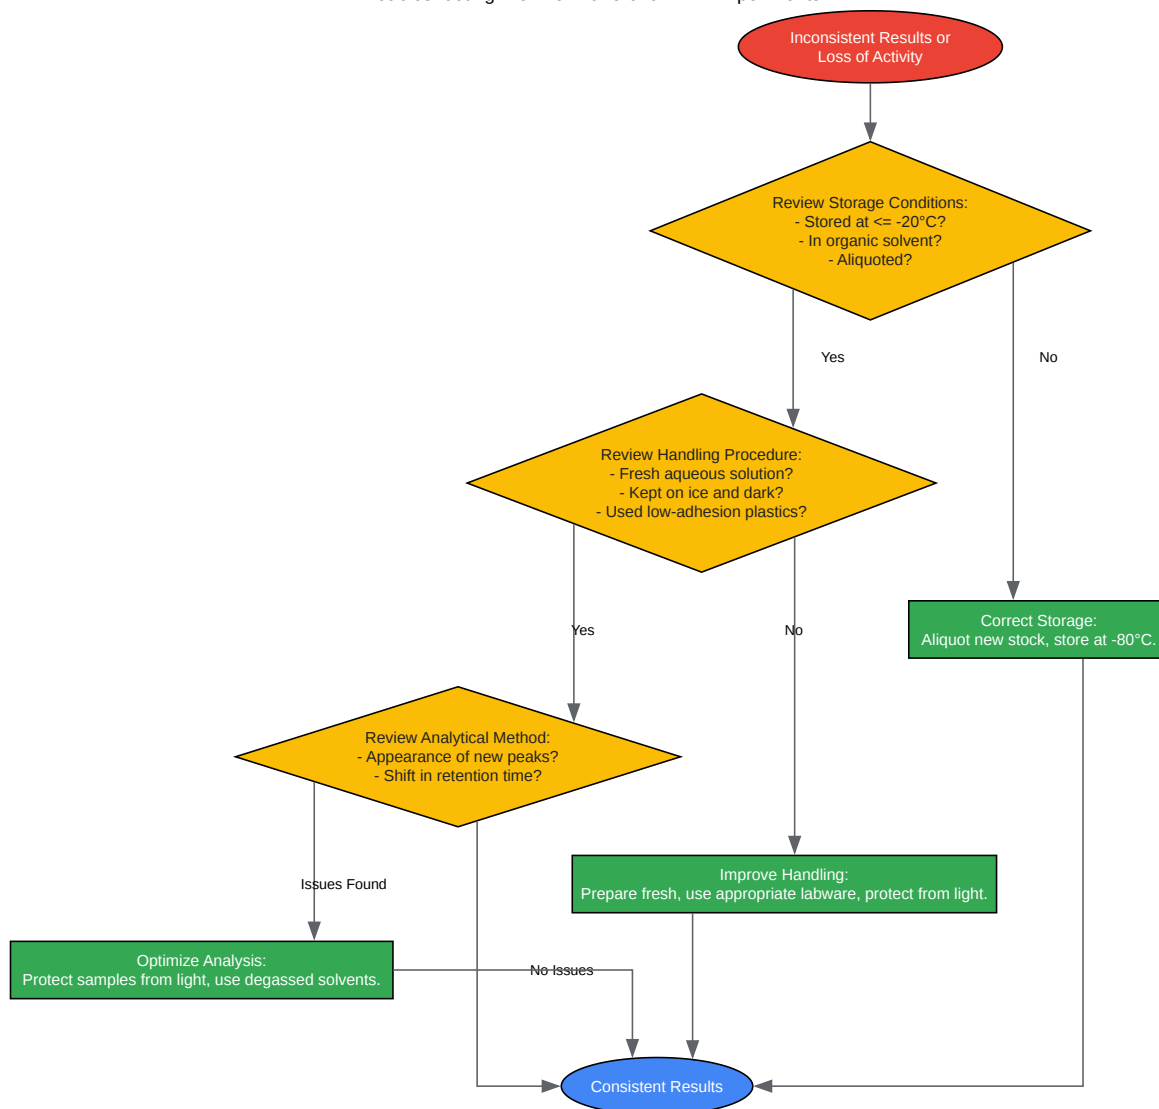 Inconsistent Results or
Loss of Activity
Review Storage Conditions:
- Stored at <= -20°C?
- In organic solvent?
- Aliquoted?
Yes
No
Review Handling Procedure:
- Fresh aqueous solution?
- Kept on ice and dark?
- Used low-adhesion plastics?
Yes
No
Correct Storage:
Aliquot new stock, store at -80°C.
Review Analytical Method:
- Appearance of new peaks?
- Shift in retention time?
Issues Found
Improve Handling:
Prepare fresh, use appropriate labware, protect from light.
Optimize Analysis:
Protect samples from light, use degassed solvents.
No Issues
Consistent Results